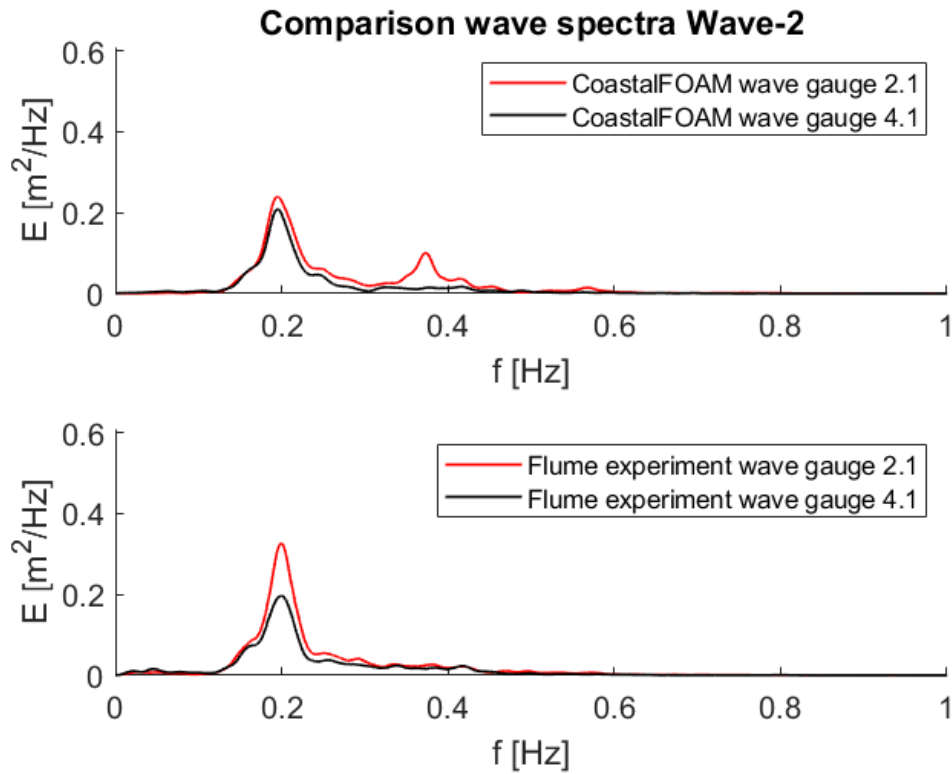 Comparison wave spectra Wave-2
0.6
0.4
0.2
0
E [m²/Hz]
CoastalFOAM wave gauge 2.1
CoastalFOAM wave gauge 4.1
0 0.2 0.4 0.6 0.8 1
f [Hz]
0.6
0.4
0.2
0
E [m²/Hz]
Flume experiment wave gauge 2.1
Flume experiment wave gauge 4.1
0 0.2 0.4 0.6 0.8 1
f [Hz]